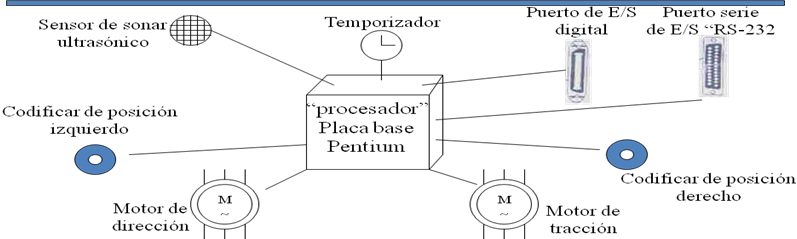 Sensor de sonar
ultrasónico
Temporizador
Puerto de E/S
digital
Puerto serie
de E/S “RS-232
“procesador”
Placa base
Pentium
Codificar de posición
izquierdo
Codificar de posición
derecho
Motor de
dirección
M
~
M
~
Motor de
tracción